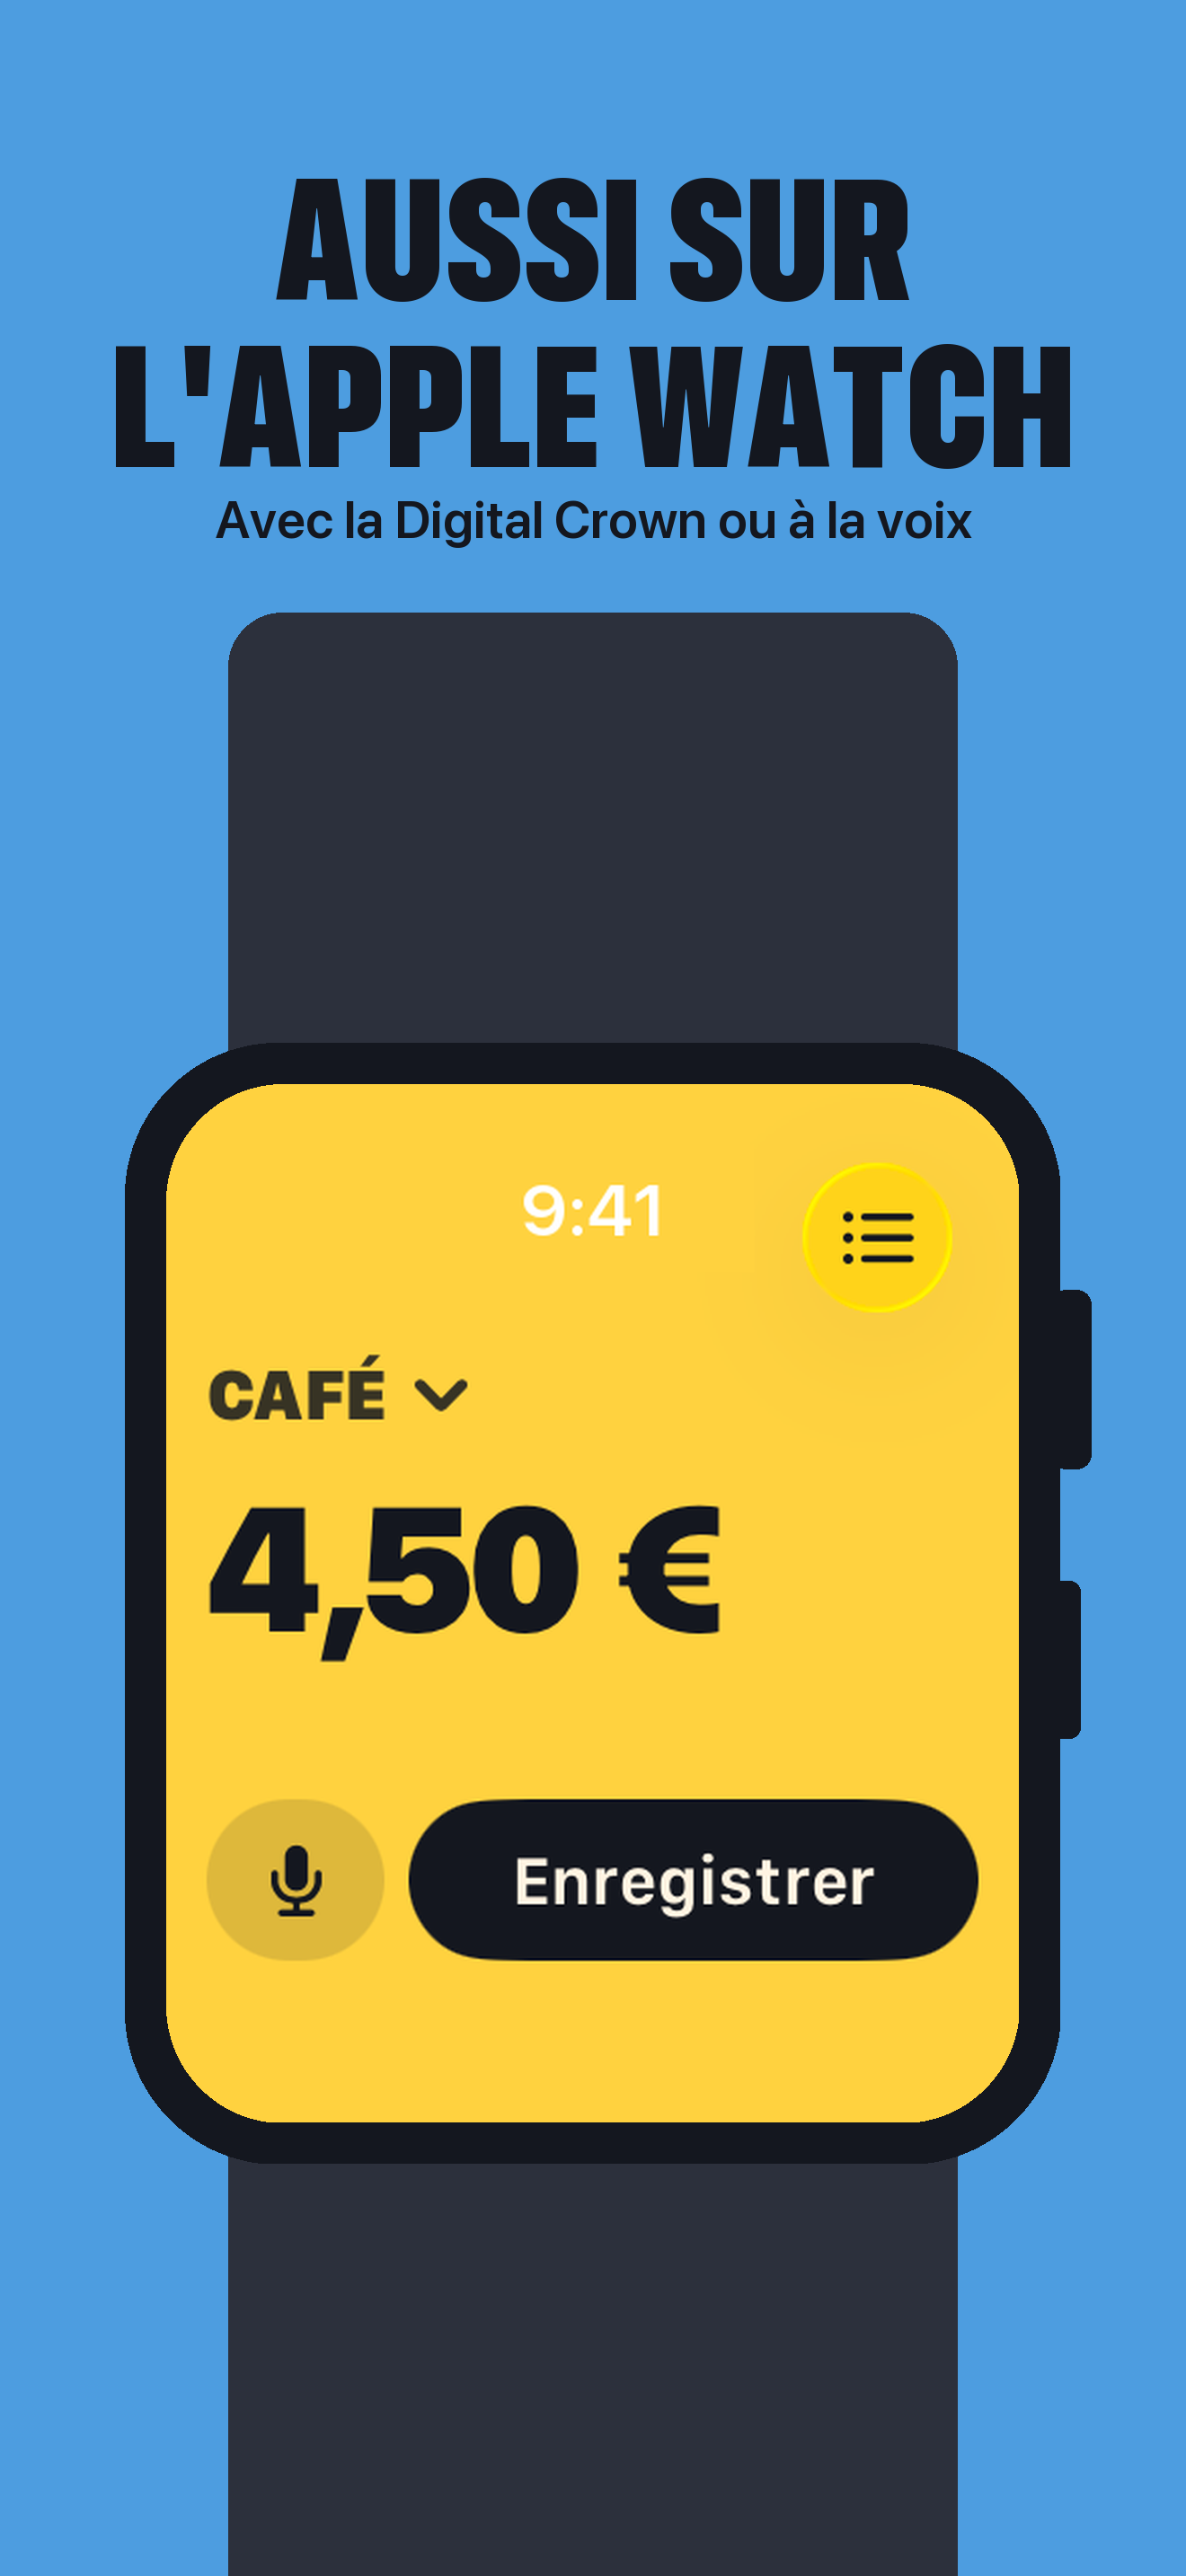 AUSSI SUR
L'APPLE WATCH
Avec la Digital Crown ou à la voix
9:41
CAFÉ
4,50 €
Enregistrer